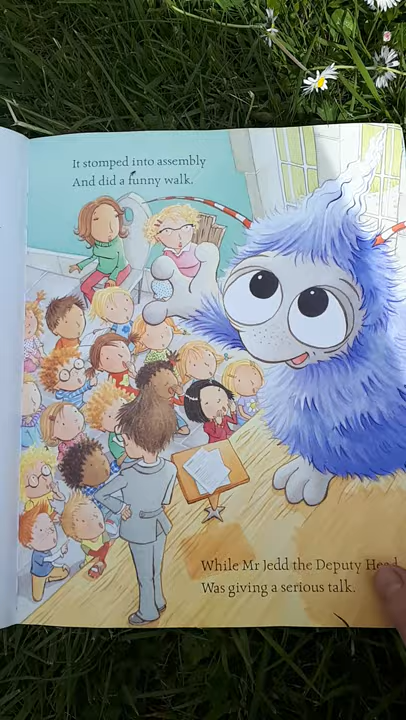 It stomped into assembly
And did a funny walk.
While Mr Jedd the Deputy Head
Was giving a serious talk.